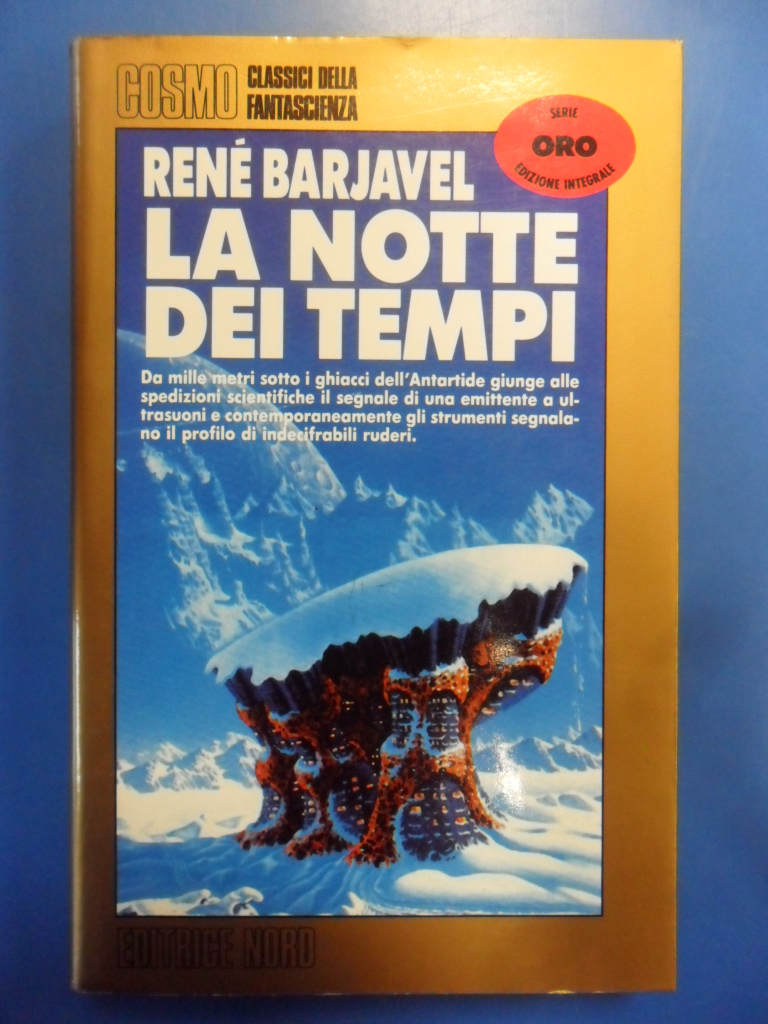 COSMO CLASSICI DELLA
FANTASCIENZA
SERIE
ORO
EDIZIONE INTEGRALE
RENÉ BARJAVEL
LA NOTTE
DEI TEMPI
Da mille metri sotto i ghiacci dell'Antartide giunge alle
spedizioni scientifiche il segnale di una emittente a ul-
trasuoni e contemporaneamente gli strumenti segnala-
no il profilo di indecifrabili ruderi.
EDITRICE NORD